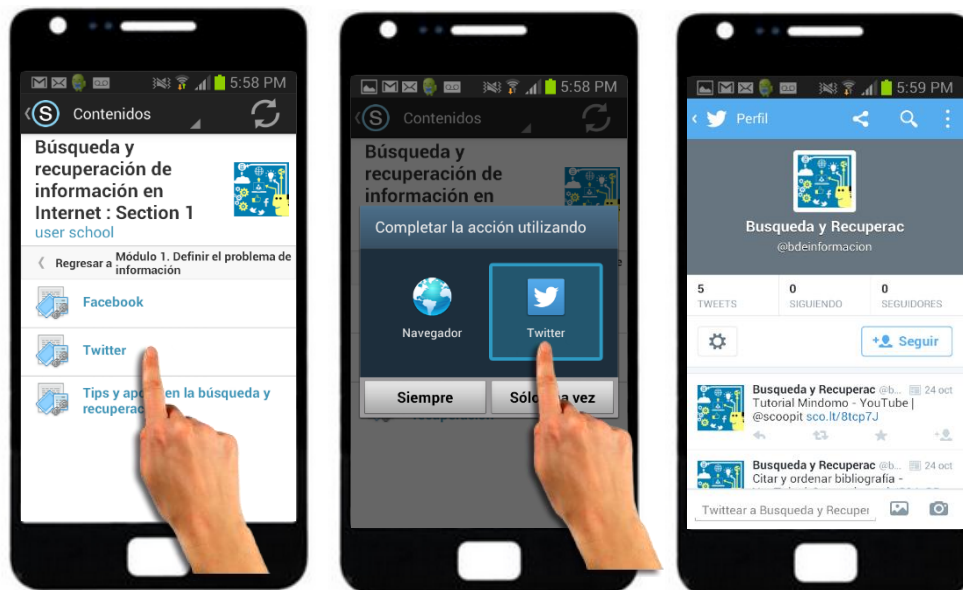 5:58 PM
S Contenidos
Búsqueda y
recuperación de
información en
Internet : Section 1
user school
Regresar a Módulo 1. Definir el problema de
información
Facebook
Twitter
Tips y en la búsqueda y
5:58 PM
S Contenidos
Búsqueda y
recuperación de
información en
Completar la acción utilizando
Navegador Twitter
Siempre vez
5:59 PM
Perfil
Busqueda y Recuperac
@bdeinformacion
5 0 0
TWEETS SIGUIENDO SEGUIDORES
Seguir
Busqueda y Recuperac @b... 24 oct
Tutorial Mindomo - YouTube |
@scoopit sco.lt/8tcp7J
Busqueda y Recuperac @b... 24 oct
Citar y ordenar bibliografía -
Twittear a Busqueda y Recuper